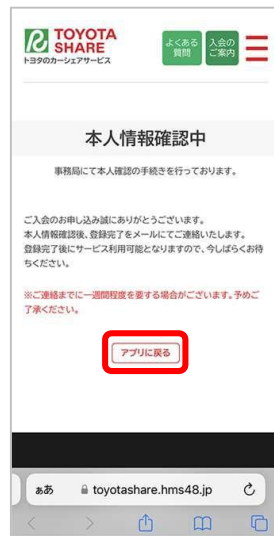 TOYOTA
SHARE
トヨタのカーシェアサービス
よくある
質問
入会の
ご案内
本人情報確認中
事務局にて本人確認の手続きを行っております。
ご入会のお申し込み誠にありがとうございます。
本人情報確認後、登録完了をメールにてご連絡いたします。
登録完了後にサービス利用可能となりますので、今しばらくお待
ちください。
※ご連絡までに一週間程度を要する場合がございます。予めご
了承ください。
アプリに戻る
ぁあ
toyotashare.hms48.jp